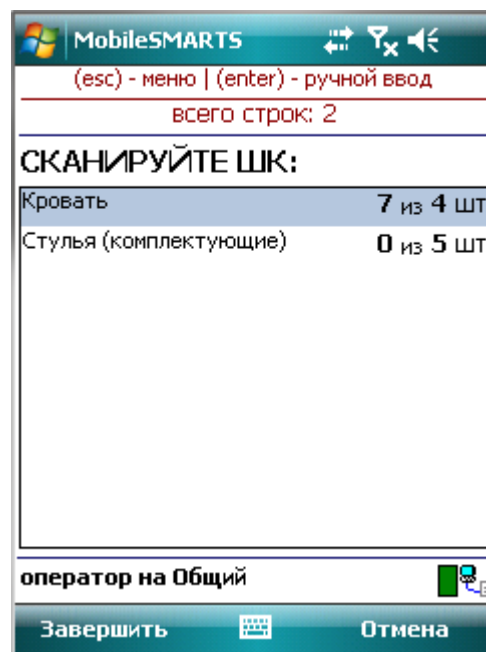 MobileSMARTS
(esc) - меню | (enter) - ручной ввод
всего строк: 2
СКАНИРУЙТЕ ШК:
Кровать 7 из 4 шт
Стулья (комплектующие) 0 из 5 шт
оператор на Общий
Завершить Отмена